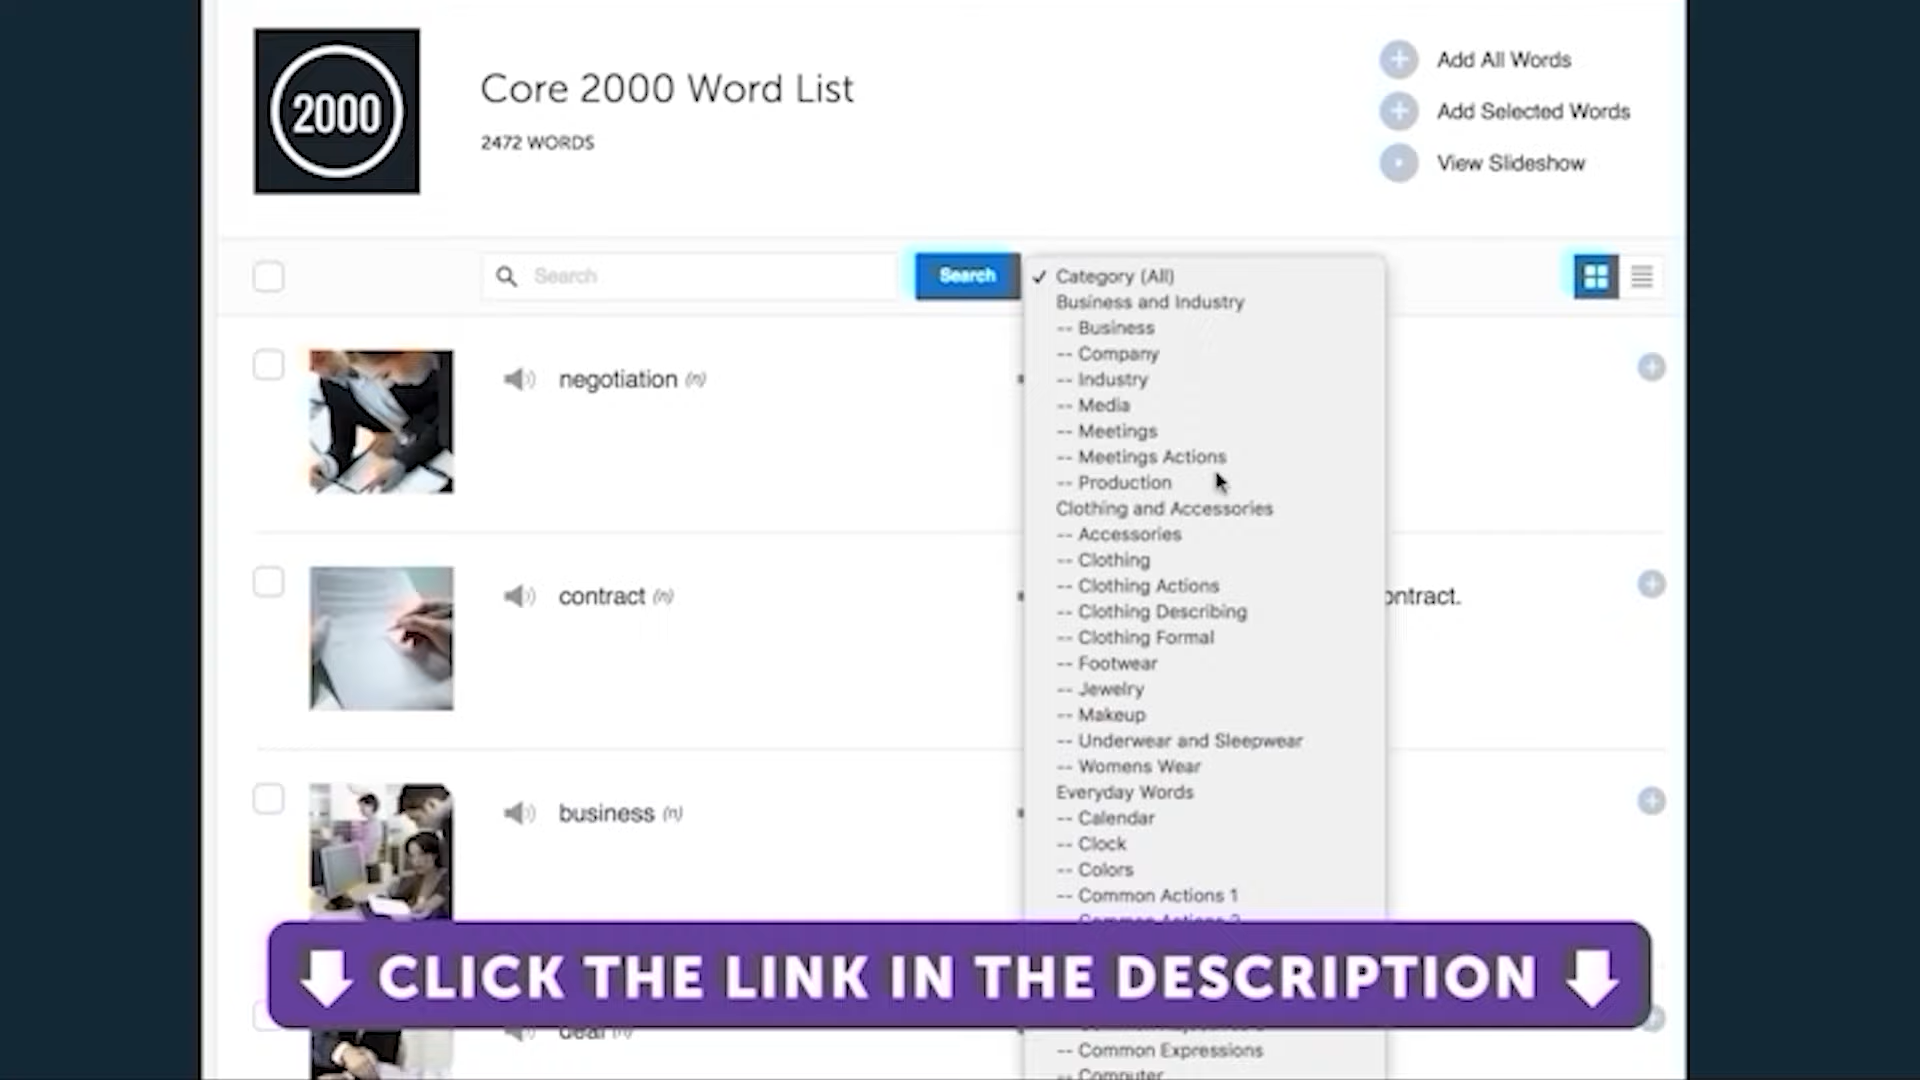 2000
Core 2000 Word List
2472 WORDS
Add All Words
Add Selected Words
View Slideshow
Search
Search
✓ Category (All)
Business and Industry
-- Business
-- Company
-- Industry
-- Media
-- Meetings
-- Meetings Actions
-- Production
Clothing and Accessories
-- Accessories
-- Clothing
-- Clothing Actions
-- Clothing Describing
-- Clothing Formal
-- Footwear
-- Jewelry
-- Makeup
-- Underwear and Sleepwear
-- Womens Wear
Everyday Words
-- Calendar
-- Clock
-- Colors
-- Common Actions 1
-- Common Expressions
-- Computer
negotiation (n)
contract (n)
ontract.
business (n)
deal (n)
CLICK THE LINK IN THE DESCRIPTION